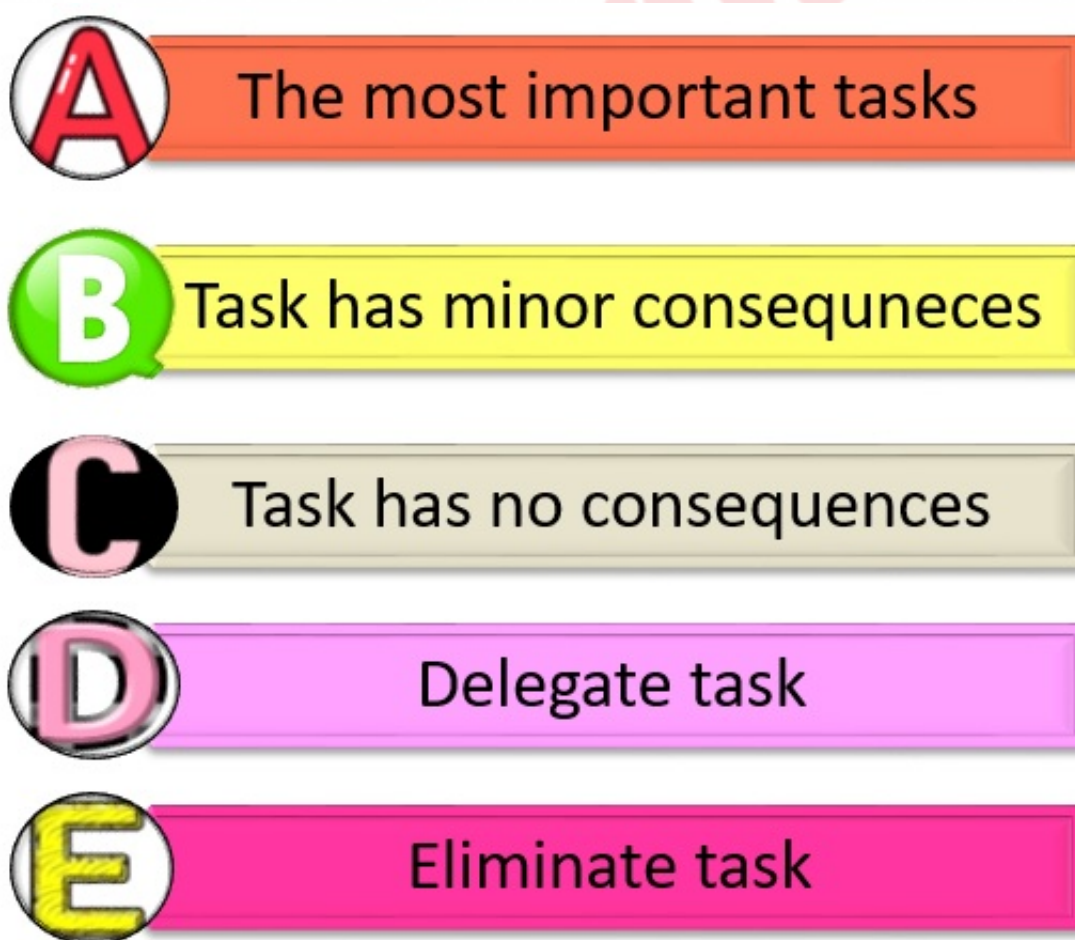 A The most important tasks
B Task has minor consequneces
C Task has no consequences
D Delegate task
E Eliminate task